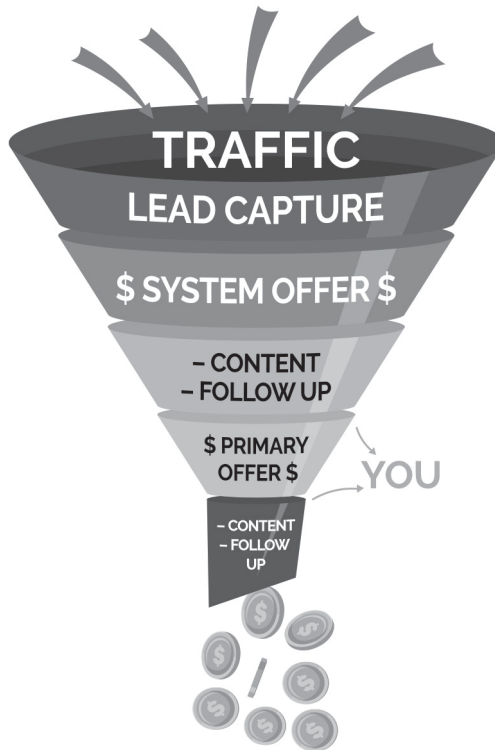 TRAFFIC
LEAD CAPTURE
$ SYSTEM OFFER $
– CONTENT
– FOLLOW UP
$ PRIMARY
OFFER $
YOU
– CONTENT
– FOLLOW
UP
$
$
$
$
$
$
$